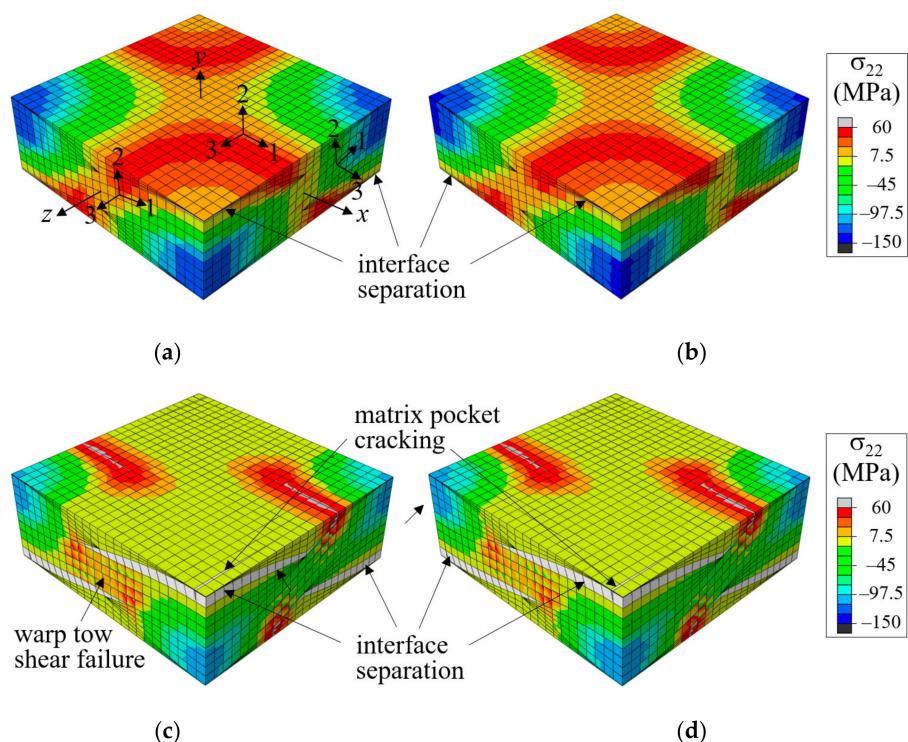 y
2
3
1
2
1
3
2
3
1
z
x
interface
separation
σ22
(MPa)
60
7.5
−45
−97.5
−150
(a)
(b)
matrix pocket
cracking
warp tow
shear failure
interface
separation
σ22
(MPa)
60
7.5
−45
−97.5
−150
(c)
(d)